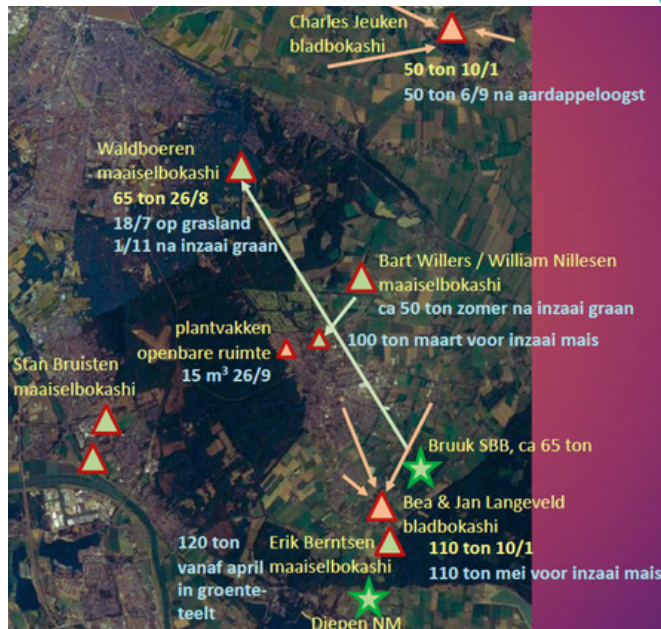 Charles Jeuken
bladbokashi
50 ton 10/1
50 ton 6/9 na aardappeloogst
Waldboeren
maaiselbokashi
65 ton 26/8
18/7 op grasland
1/11 na inzaai graan
Bart Willers / William Nillesen
maaiselbokashi
ca 50 ton zomer na inzaai graan
plantvakken
openbare ruimte
15 m³ 26/9
100 ton maart voor inzaai mais
Stan Bruisten
maaiselbokashi
Bruuk SBB, ca 65 ton
Bea & Jan Langeveld
bladbokashi
110 ton 10/1
110 ton mei voor inzaai mais
Erik Berntsen
maaiselbokashi
120 ton
vanaf april
in groente-
teelt
Diepen NM